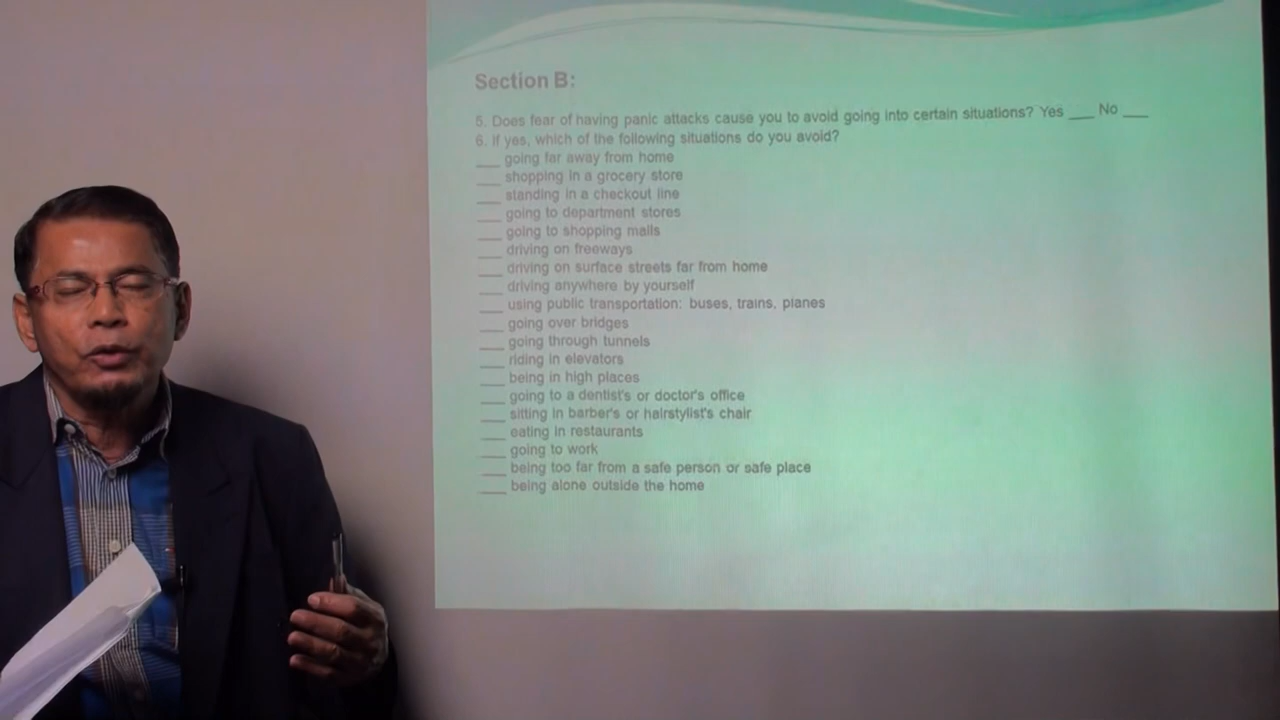 Section B:
5. Does fear of having panic attacks cause you to avoid going into certain situations? Yes ___ No ___
6. If yes, which of the following situations do you avoid?
___ going far away from home
___ shopping in a grocery store
___ standing in a checkout line
___ going to department stores
___ going to shopping malls
___ driving on freeways
___ driving on surface streets far from home
___ driving anywhere by yourself
___ using public transportation: buses, trains, planes
___ going over bridges
___ going through tunnels
___ riding in elevators
___ being in high places
___ going to a dentist's or doctor's office
___ sitting in barber's or hairstylist's chair
___ eating in restaurants
___ going to work
___ being too far from a safe person or safe place
___ being alone outside the home